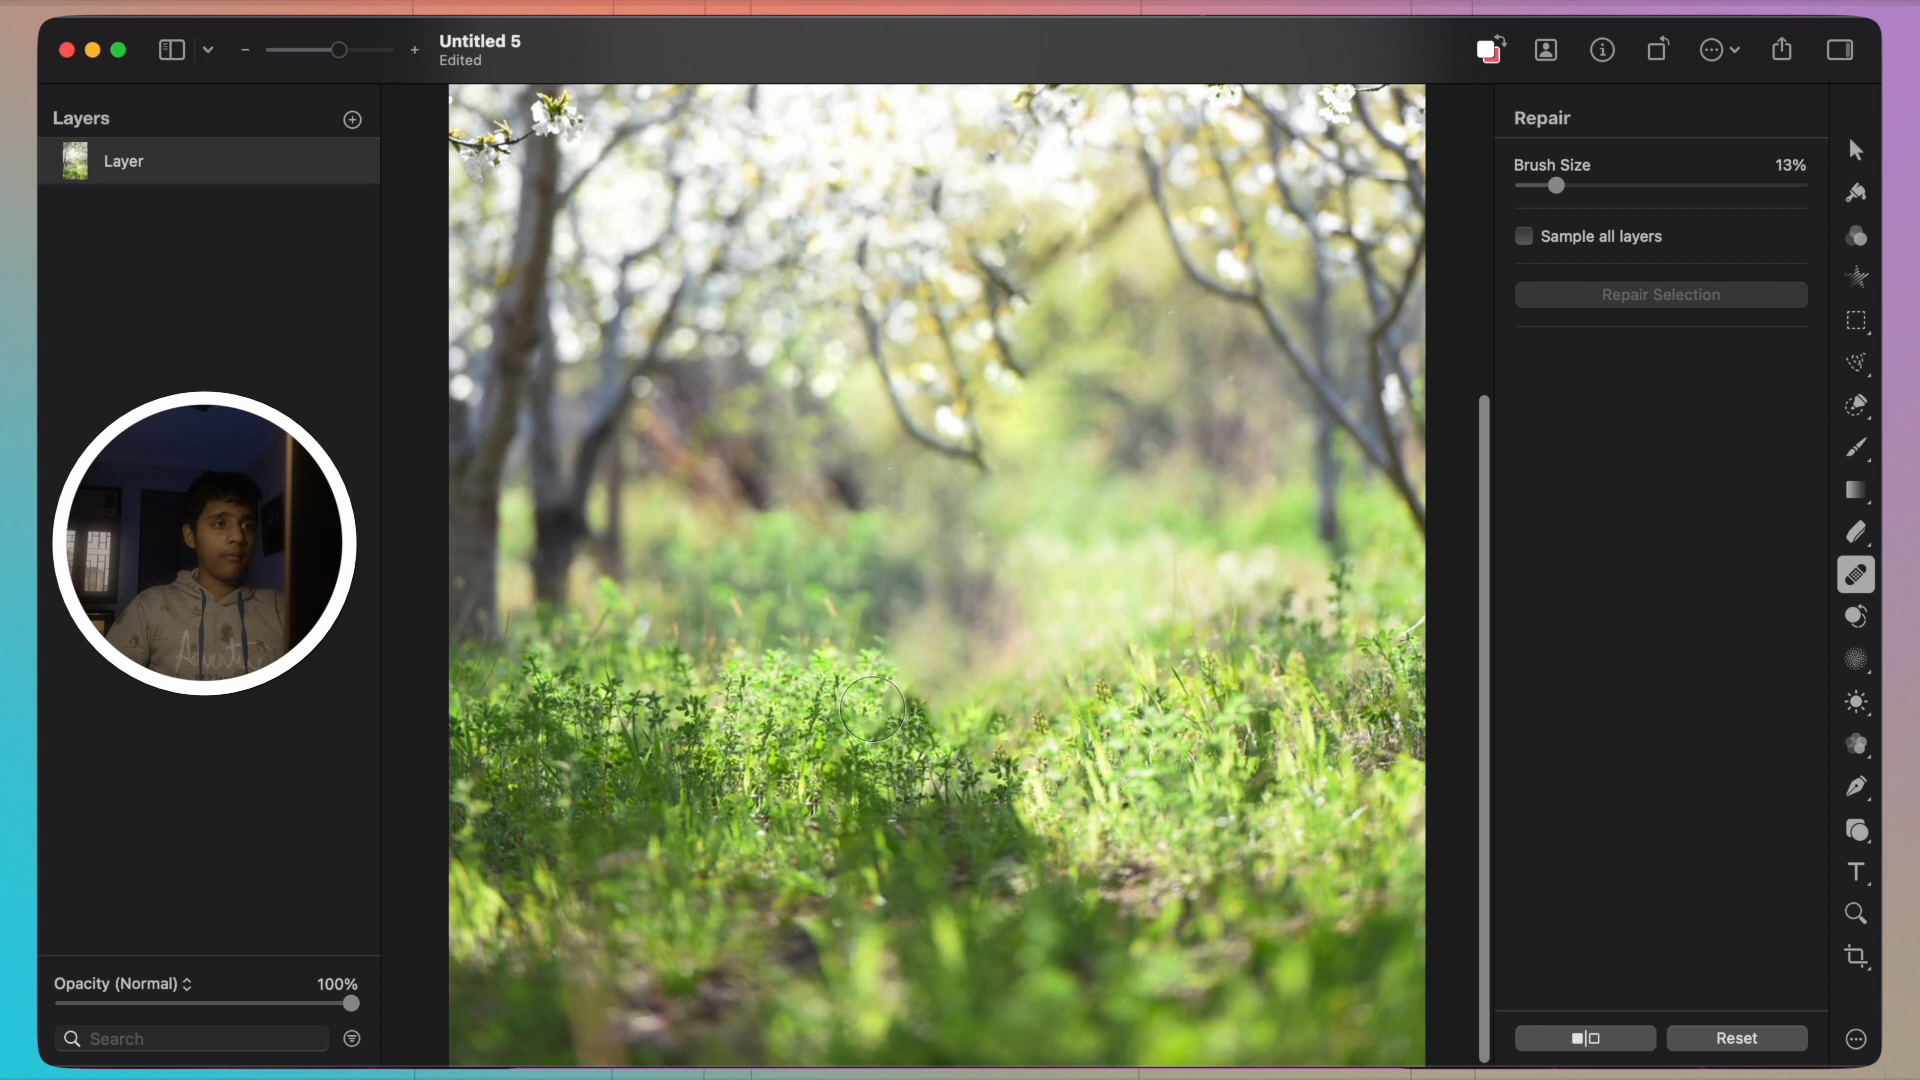 Untitled 5
Edited
Layers
Layer
Opacity (Normal)
100%
Search
Repair
Brush Size
13%
Sample all layers
Repair Selection
Reset
T